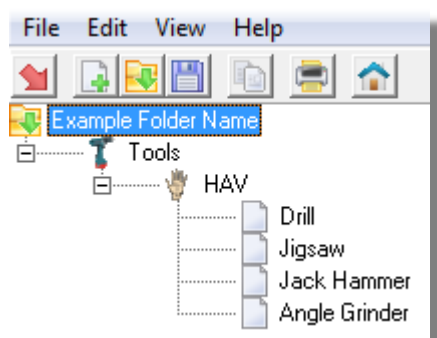 File Edit View Help
Example Folder Name
Tools
HAV
Drill
Jigsaw
Jack Hammer
Angle Grinder